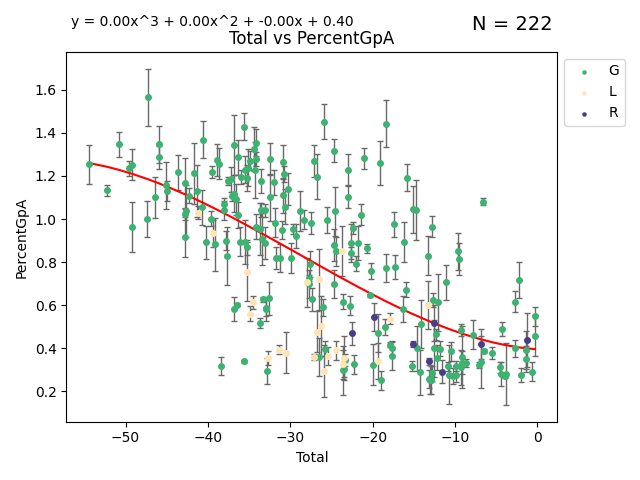 y = 0.00x^3 + 0.00x^2 + -0.00x + 0.40
N = 222
Total vs PercentGpA
G
L
R
PercentGpA
1.6
1.4
1.2
1.0
0.8
0.6
0.4
0.2
−50 −40 −30 −20 −10 0
Total